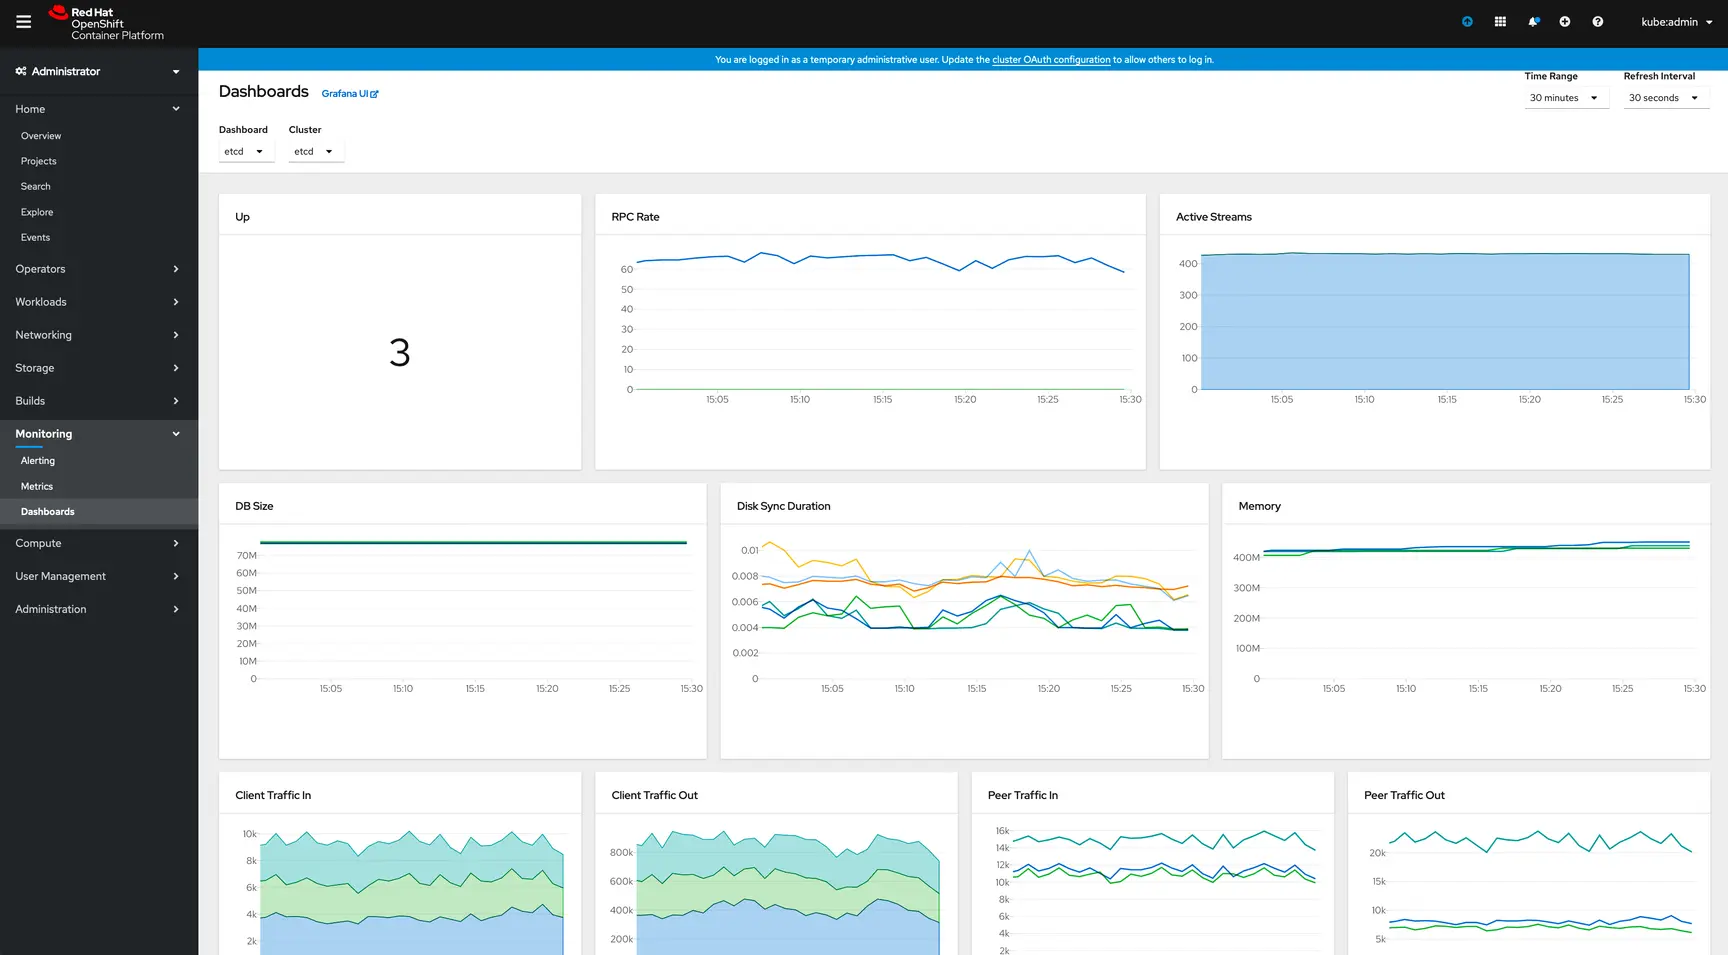 Red Hat
OpenShift
Container Platform
kube:admin
Administrator
Home
Overview
Projects
Search
Explore
Events
Operators
Workloads
Networking
Storage
Builds
Monitoring
Alerting
Metrics
Dashboards
Compute
User Management
Administration
You are logged in as a temporary administrative user. Update the cluster OAuth configuration to allow others to log in.
Dashboards Grafana UI
Time Range Refresh Interval
30 minutes 30 seconds
Dashboard Cluster
etcd etcd
Up
3
RPC Rate
60
50
40
30
20
10
0
15:05 15:10 15:15 15:20 15:25 15:30
Active Streams
400
300
200
100
0
15:05 15:10 15:15 15:20 15:25 15:30
DB Size
70M
60M
50M
40M
30M
20M
10M
0
15:05 15:10 15:15 15:20 15:25 15:30
Disk Sync Duration
0.01
0.008
0.006
0.004
0.002
0
15:05 15:10 15:15 15:20 15:25 15:30
Memory
400M
300M
200M
100M
0
15:05 15:10 15:15 15:20 15:25 15:30
Client Traffic In
10k
8k
6k
4k
2k
Client Traffic Out
800k
600k
400k
200k
Peer Traffic In
16k
14k
12k
10k
8k
6k
4k
2k
Peer Traffic Out
20k
15k
10k
5k